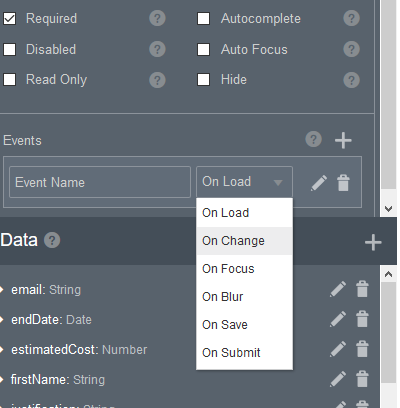 Required ? Autocomplete ?
Disabled ? Auto Focus ?
Read Only ? Hide ?
Events ? +
Event Name On Load
On Load
On Change
On Focus
On Blur
On Save
On Submit
Data ? +
email: String
endDate: Date
estimatedCost: Number
firstName: String